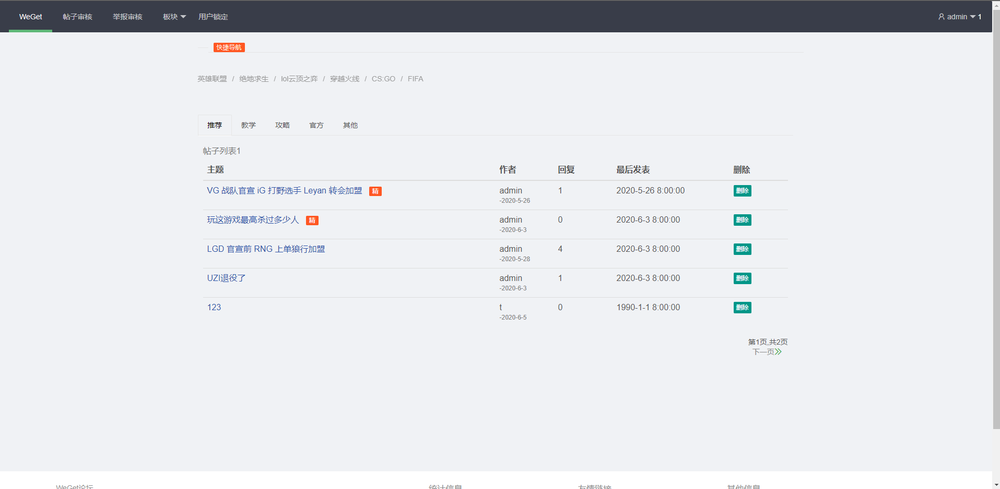 WeGet 帖子审核 举报审核 板块 用户锁定 admin 1
快捷导航
英雄联盟 / 绝地求生 / lol云顶之弈 / 穿越火线 / CS:GO / FIFA
推荐 教学 攻略 官方 其他
帖子列表1
主题 作者 回复 最后发表 删除
VG 战队官宣 iG 打野选手 Leyan 转会加盟 精 admin 1 2020-5-26 8:00:00 删除
-2020-5-26
玩这游戏最高杀过多少人 精 admin 0 2020-6-3 8:00:00 删除
-2020-6-3
LGD 官宣前 RNG 上单狼行加盟 admin 4 2020-6-3 8:00:00 删除
-2020-5-28
UZI退役了 admin 1 2020-6-3 8:00:00 删除
-2020-6-3
123 t 0 1990-1-1 8:00:00 删除
-2020-6-5
第1页,共2页
下一页
WeGet论坛 统计信息 友情链接 其他信息